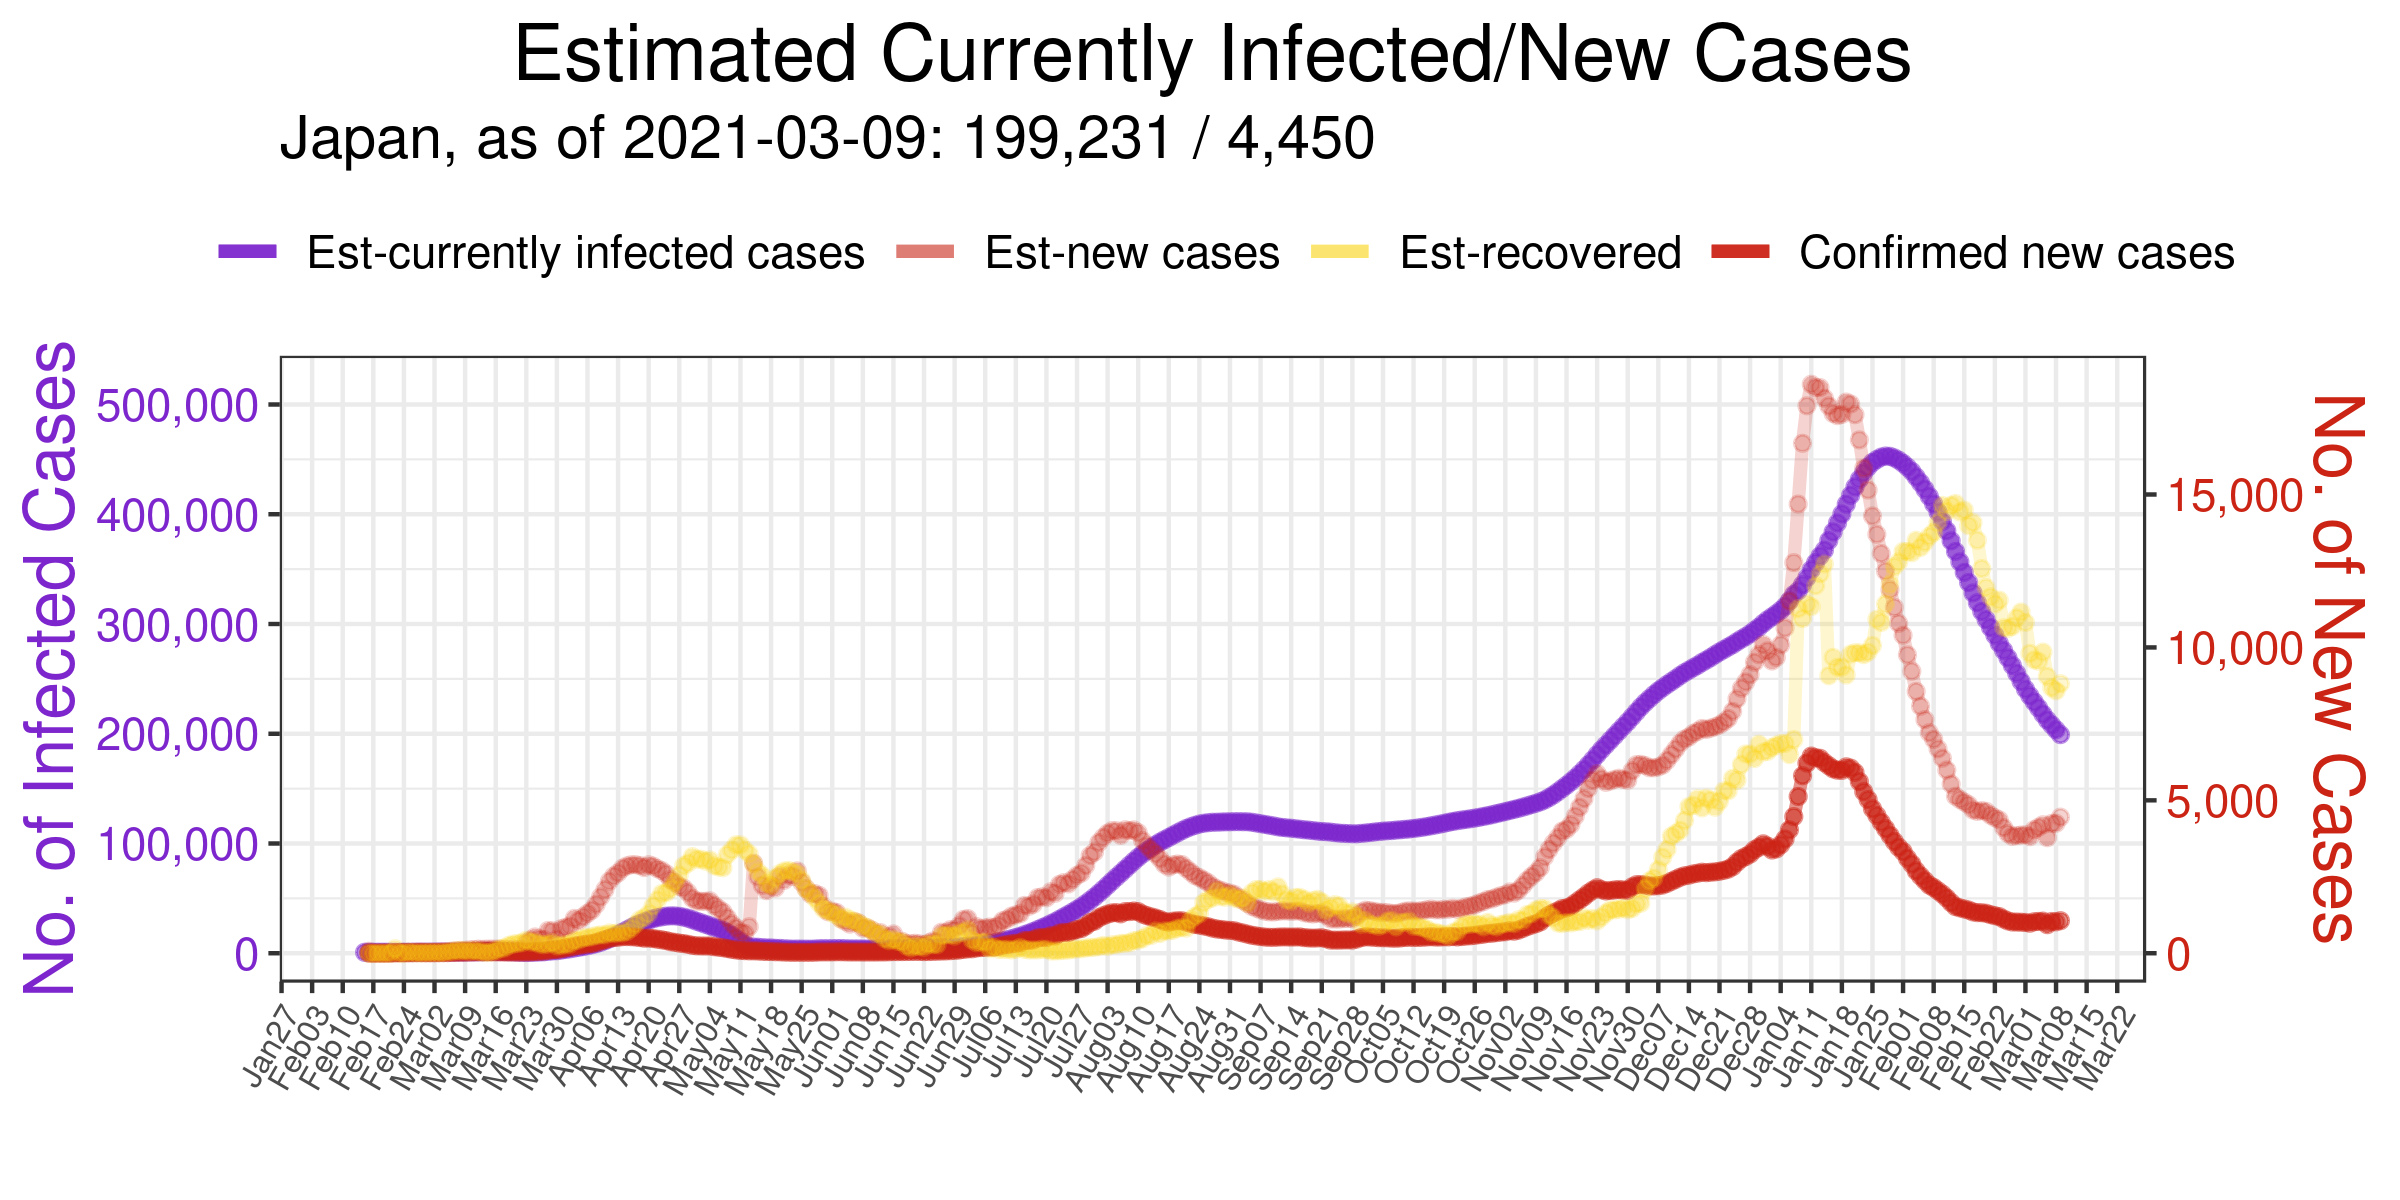 Estimated Currently Infected/New Cases
Japan, as of 2021-03-09: 199,231 / 4,450
Est-currently infected cases Est-new cases Est-recovered Confirmed new cases
No. of Infected Cases
500,000
400,000
300,000
200,000
100,000
0
15,000
10,000
5,000
0
No. of New Cases
Jan27 Feb03 Feb10 Feb17 Feb24 Mar02 Mar09 Mar16 Mar23 Mar30 Apr06 Apr13 Apr20 Apr27 May04 May11 May18 May25 Jun01 Jun08 Jun15 Jun22 Jun29 Jul06 Jul13 Jul20 Jul27 Aug03 Aug10 Aug17 Aug24 Aug31 Sep07 Sep14 Sep21 Sep28 Oct05 Oct12 Oct19 Oct26 Nov02 Nov09 Nov16 Nov23 Nov30 Dec07 Dec14 Dec21 Dec28 Jan04 Jan11 Jan18 Jan25 Feb01 Feb08 Feb15 Feb22 Mar01 Mar08 Mar15 Mar22